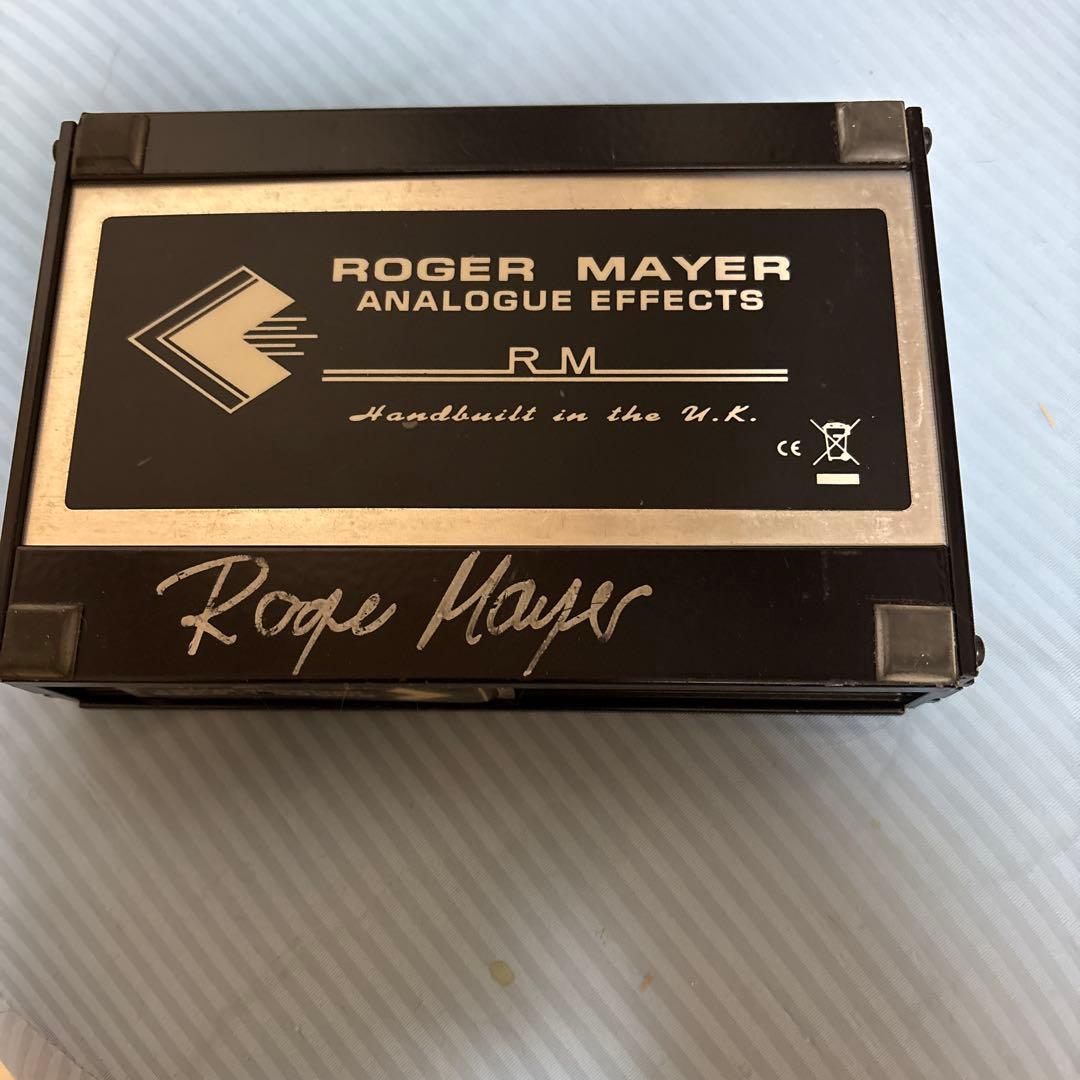 ROGER MAYER
ANALOGUE EFFECTS
RM
Handbuilt in the U.K.
CE
Roger Mayer